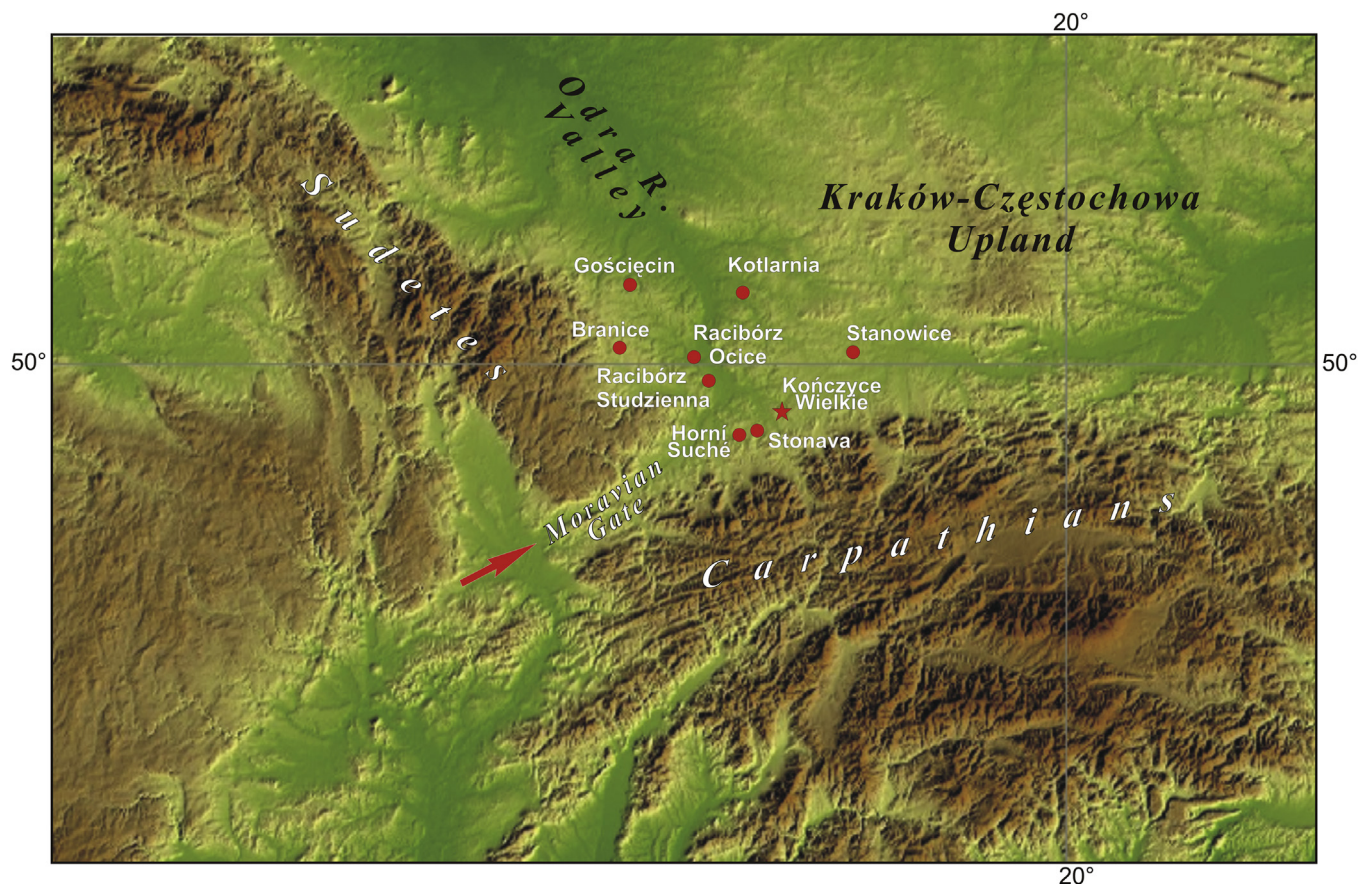 20°
Odra R.
Valley
Sudetes
Kraków-Częstochowa
Upland
Gościęcin
Kotlarnia
Branice
Racibórz
Ocice
Stanowice
50°
50°
Racibórz
Studzienna
Kończyce
Wielkie
Horní
Suché
Stonava
Moravian
Gate
Carpathians
20°